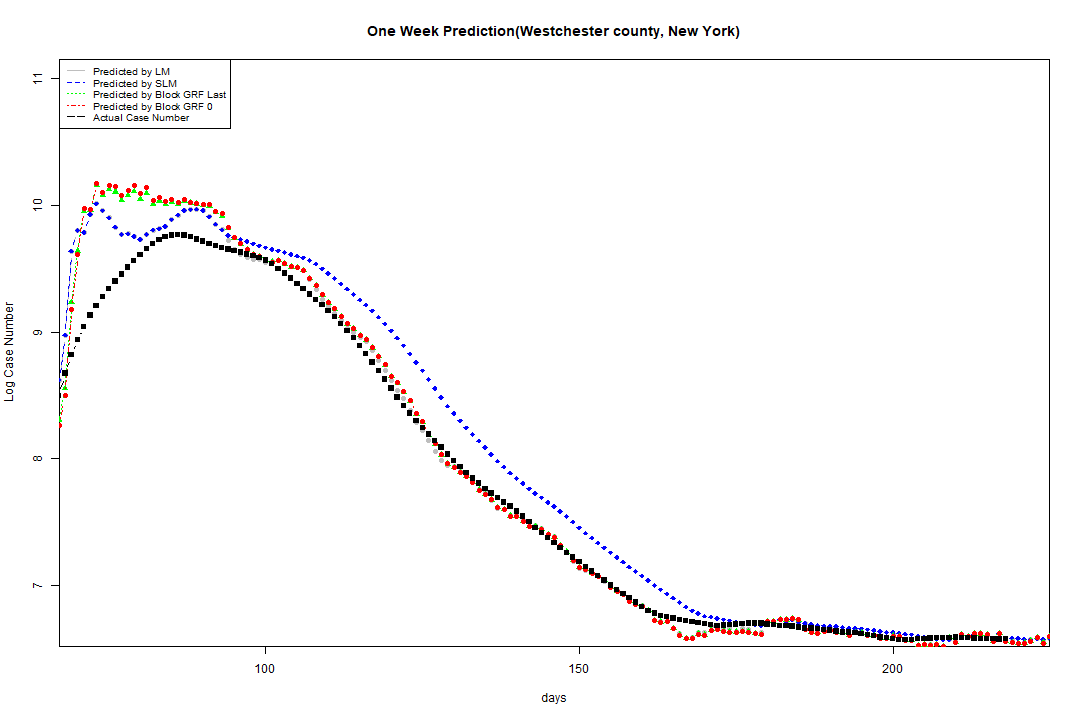 One Week Prediction(Westchester county, New York)
Predicted by LM
Predicted by SLM
Predicted by Block GRF Last
Predicted by Block GRF 0
Actual Case Number
11
10
9
8
7
Log Case Number
100
150
200
days